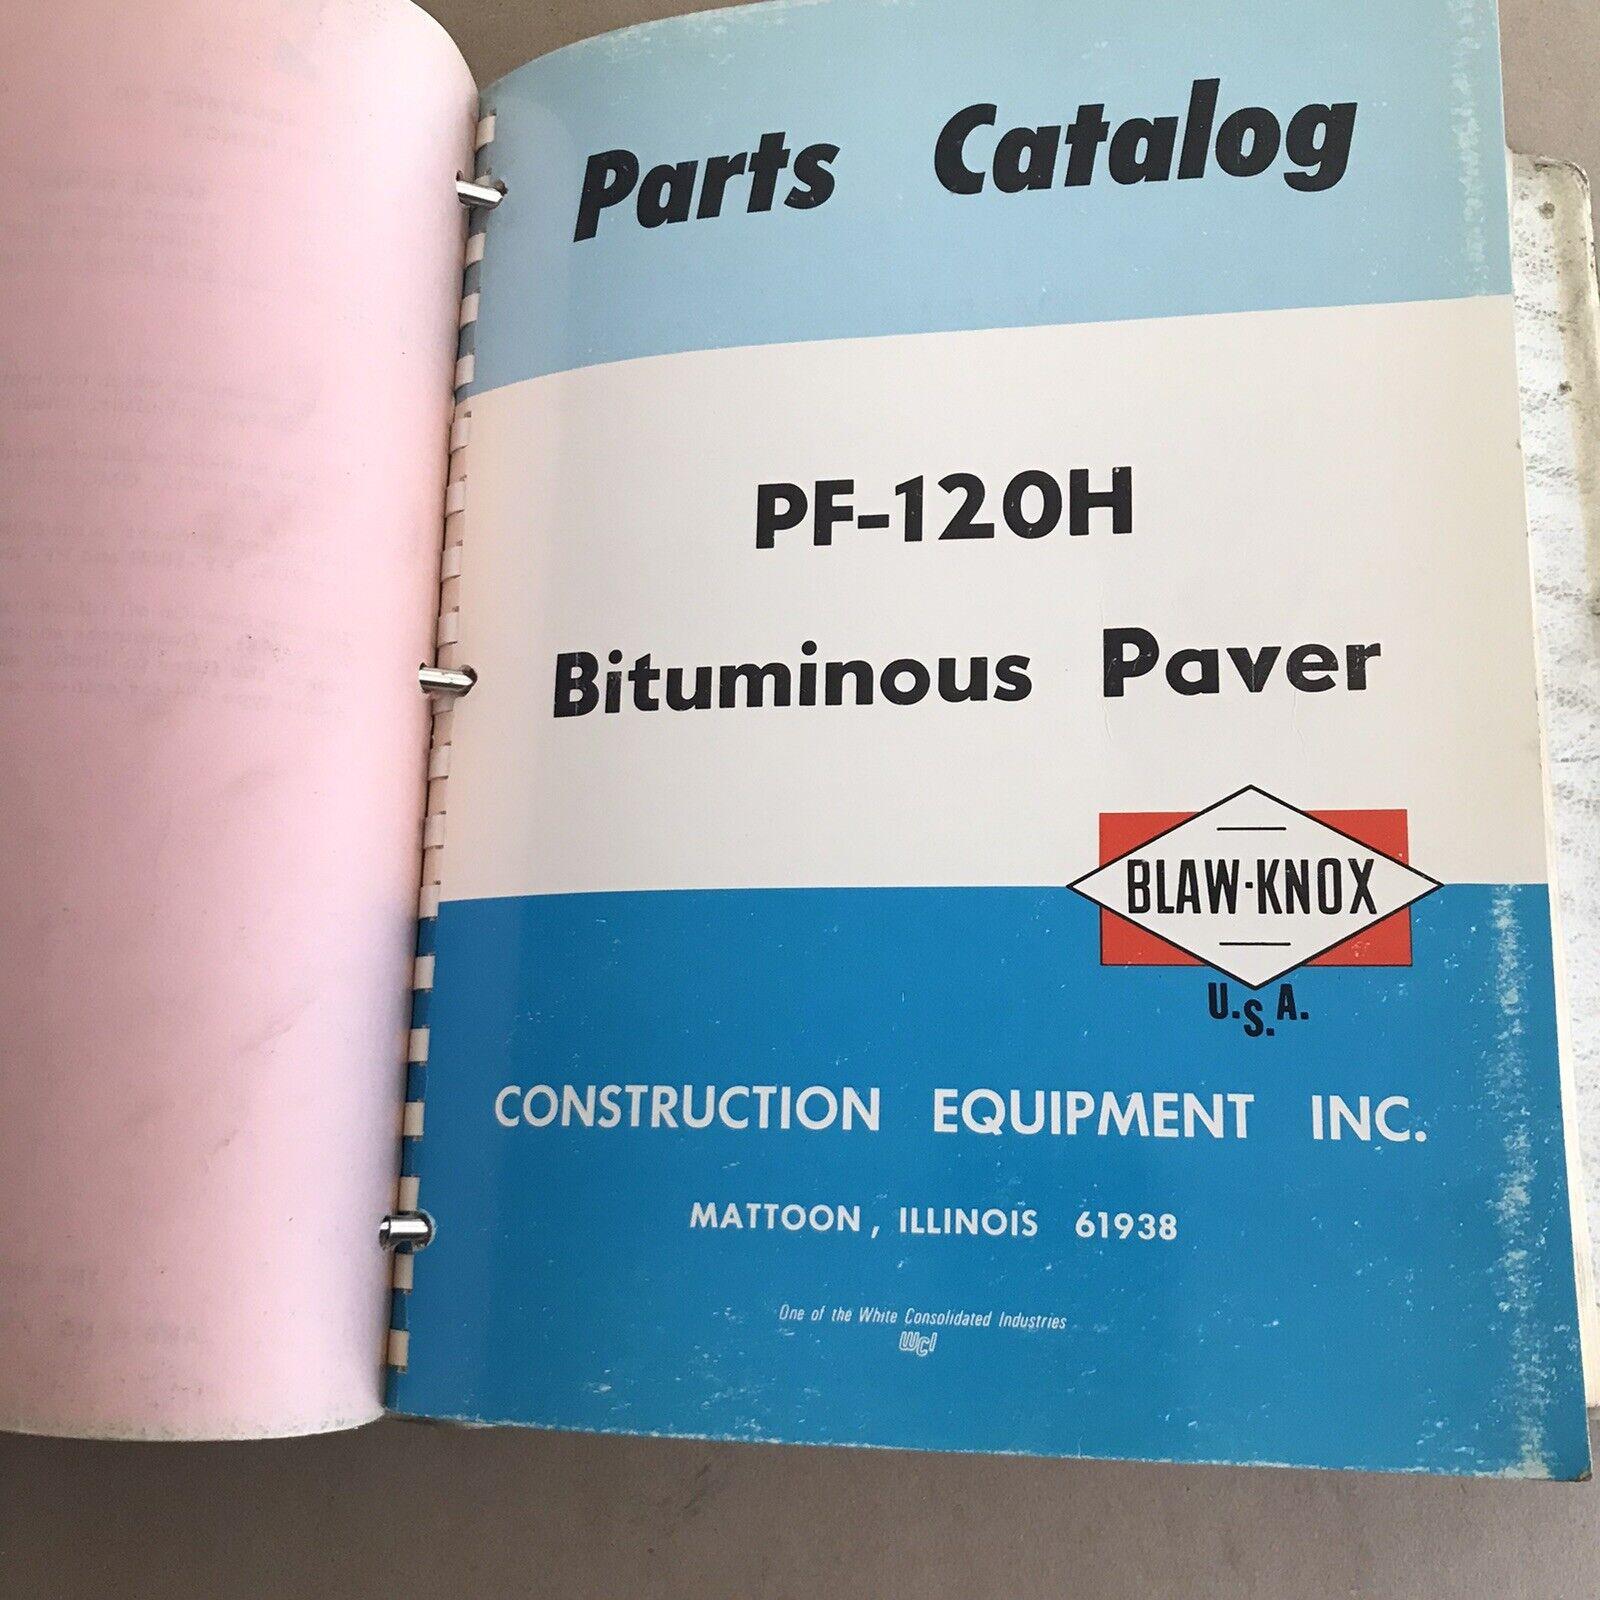 Parts Catalog
PF-120H
Bituminous Paver
BLAW-KNOX
U.S.A.
CONSTRUCTION EQUIPMENT INC.
MATTOON, ILLINOIS 61938
One of the White Consolidated Industries
WCI